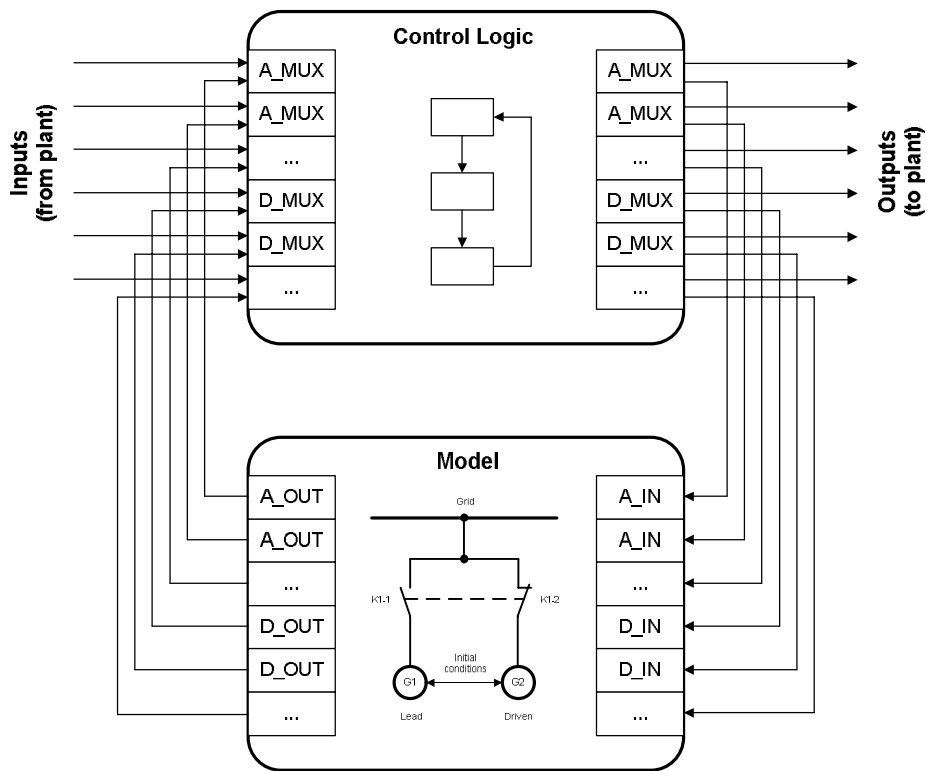 Control Logic
Inputs
(from plant)
A_MUX
A_MUX
...
D_MUX
D_MUX
...
A_MUX
A_MUX
...
D_MUX
D_MUX
...
Outputs
(to plant)
Model
A_OUT
A_OUT
...
D_OUT
D_OUT
...
Grid
K1-1
K1-2
Initial
conditions
G1
G2
Lead
Driven
A_IN
A_IN
...
D_IN
D_IN
...